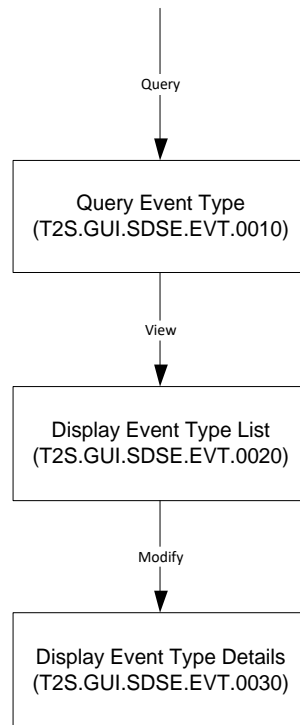 Query
Query Event Type
(T2S.GUI.SDSE.EVT.0010)
View
Display Event Type List
(T2S.GUI.SDSE.EVT.0020)
Modify
Display Event Type Details
(T2S.GUI.SDSE.EVT.0030)